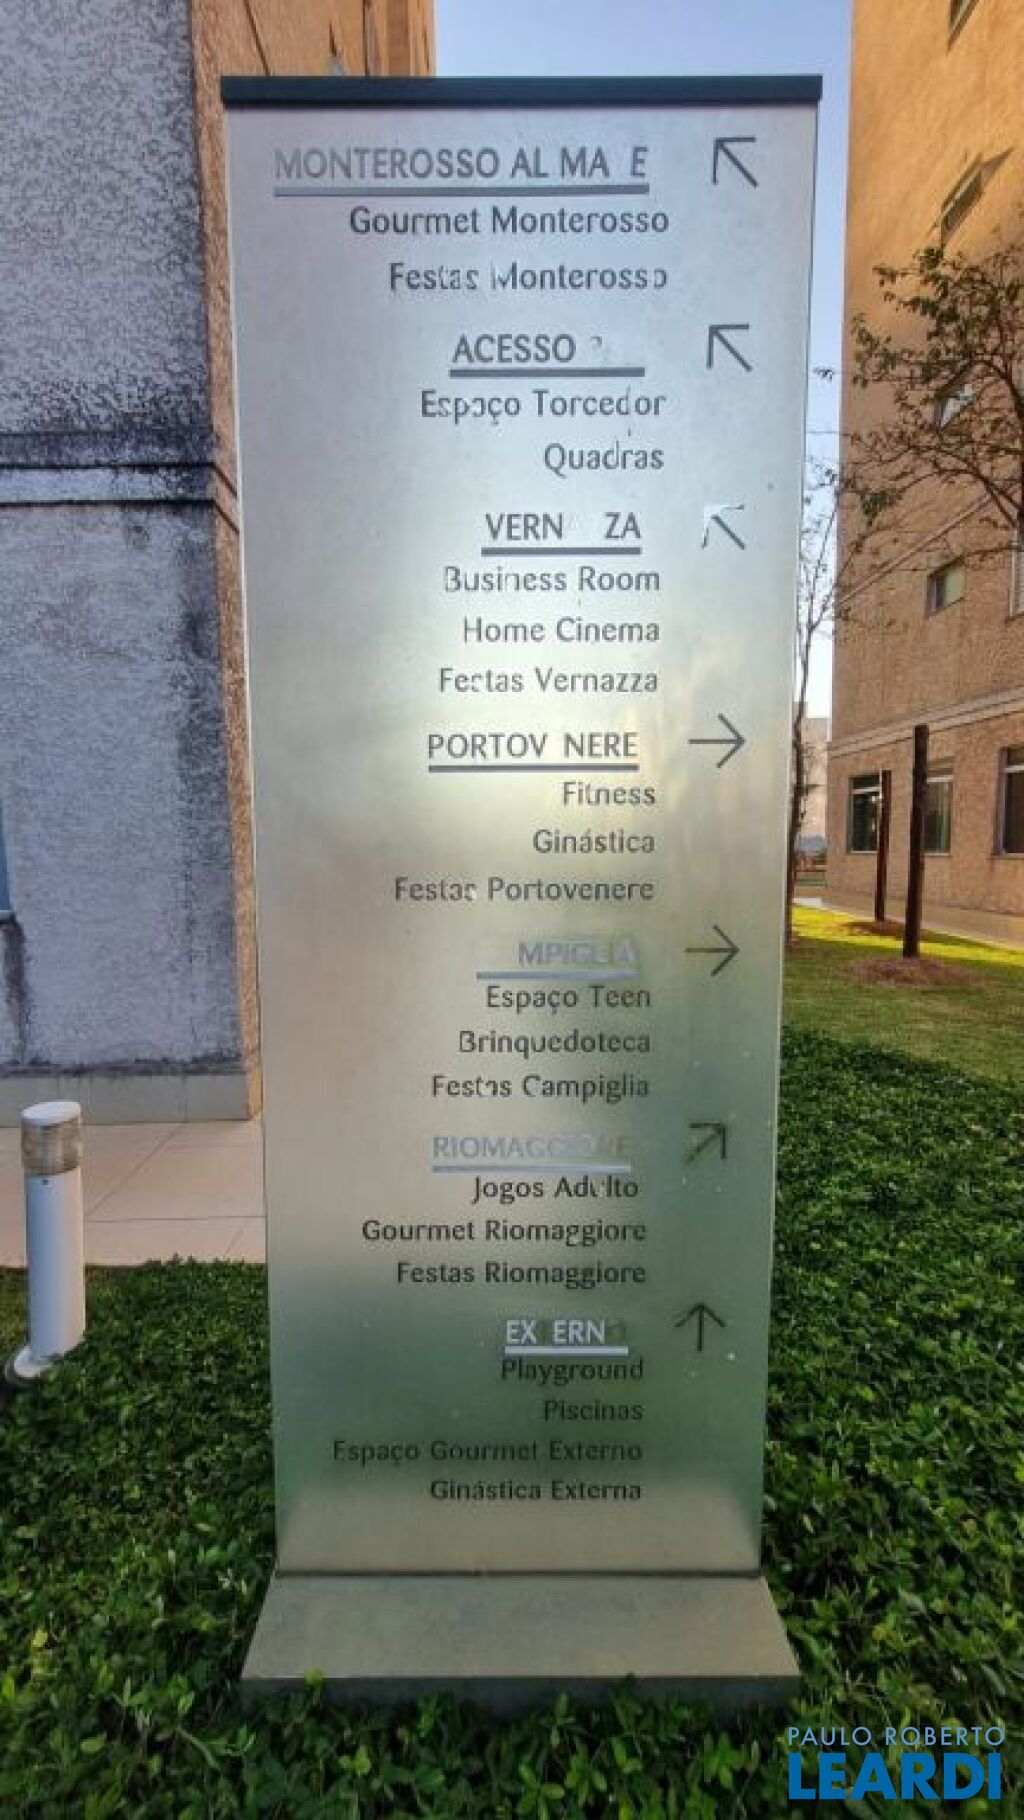 MONTEROSSO AL MA E
Gourmet Monterosso
Festas Monterosso
ACESSO
Espaço Torcedor
Quadras
VERN ZA
Business Room
Home Cinema
Festas Vernazza
PORTOV NERE
Fitness
Ginástica
Festas Portovenere
MPIGLIA
Espaço Teen
Brinquedoteca
Festas Campiglia
RIOMAGGIORE
Jogos Adulto
Gourmet Riomaggiore
Festas Riomaggiore
EX ERNO
Playground
Piscinas
Espaço Gourmet Externo
Ginástica Externa
PAULO ROBERTO
LEARDI